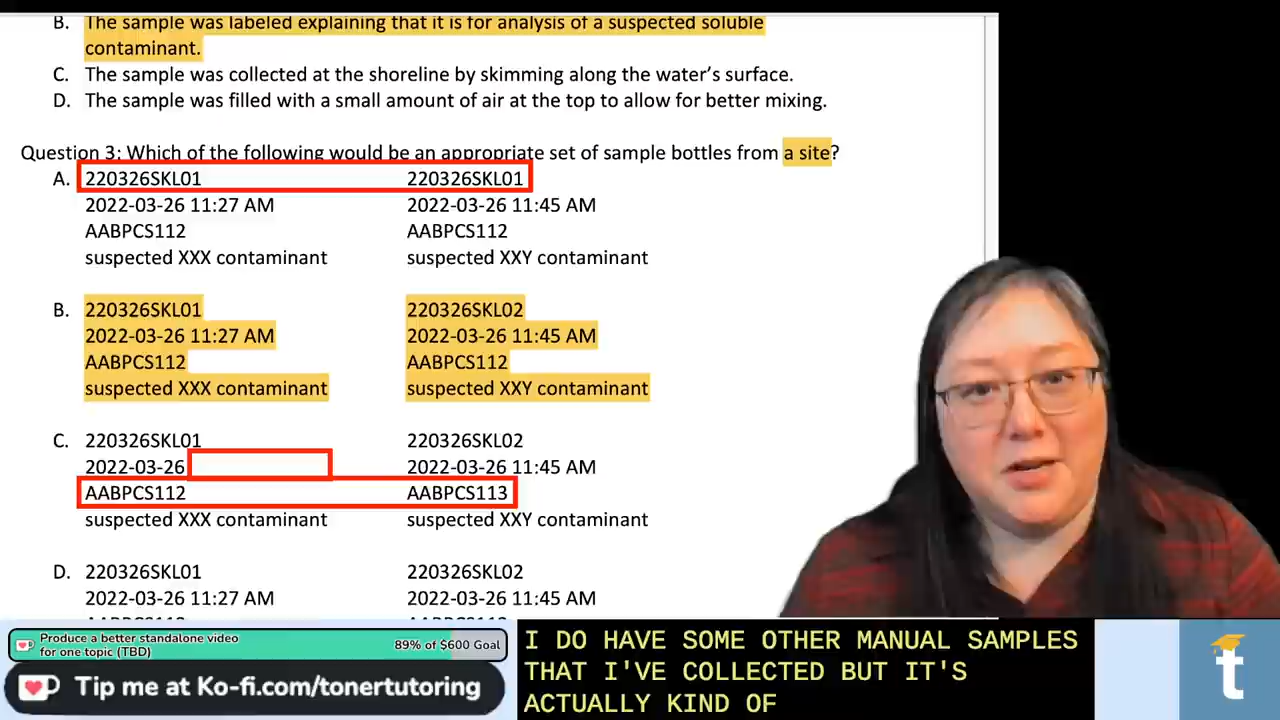 B. The sample was labeled explaining that it is for analysis of a suspected soluble
contaminant.
C. The sample was collected at the shoreline by skimming along the water's surface.
D. The sample was filled with a small amount of air at the top to allow for better mixing.
Question 3: Which of the following would be an appropriate set of sample bottles from a site?
A. 220326SKL01 220326SKL01
2022-03-26 11:27 AM 2022-03-26 11:45 AM
AABPCS112 AABPCS112
suspected XXX contaminant suspected XXY contaminant
B. 220326SKL01 220326SKL02
2022-03-26 11:27 AM 2022-03-26 11:45 AM
AABPCS112 AABPCS112
suspected XXX contaminant suspected XXY contaminant
C. 220326SKL01 220326SKL02
2022-03-26 2022-03-26 11:45 AM
AABPCS112 AABPCS113
suspected XXX contaminant suspected XXY contaminant
D. 220326SKL01 220326SKL02
2022-03-26 11:27 AM 2022-03-26 11:45 AM
Produce a better standalone video
for one topic (TBD)
89% of $600 Goal
Tip me at Ko-fi.com/tonertutoring
I DO HAVE SOME OTHER MANUAL SAMPLES
THAT I'VE COLLECTED BUT IT'S
ACTUALLY KIND OF
t